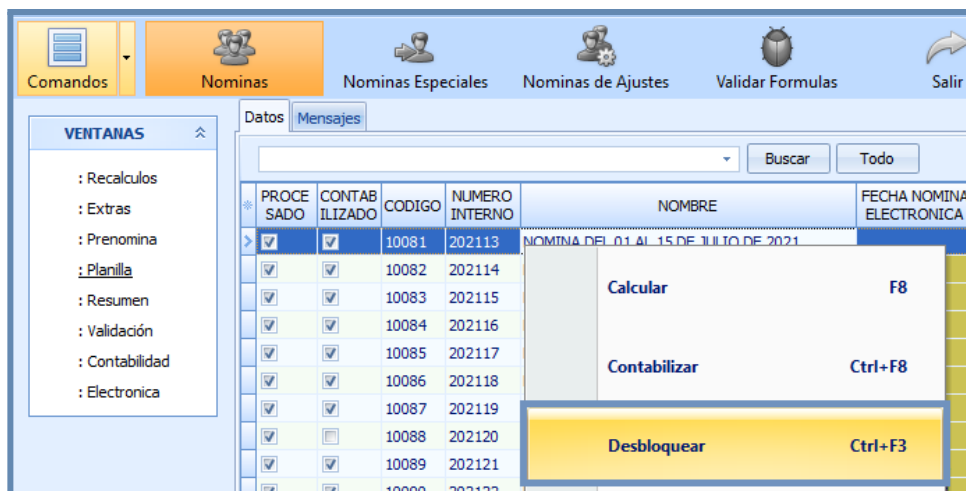 Comandos
Nominas
Nominas Especiales
Nominas de Ajustes
Validar Formulas
Salir
VENTANAS
: Recalculos
: Extras
: Prenomina
: Planilla
: Resumen
: Validación
: Contabilidad
: Electronica
Datos Mensajes
Buscar Todo
PROCE SADO CONTAB ILIZADO CODIGO NUMERO INTERNO NOMBRE FECHA NOMINA ELECTRONICA
10081 202113 NOMINA DEL 01 AL 15 DE JULIO DE 2021
10082 202114
10083 202115
10084 202116
10085 202117
10086 202118
10087 202119
10088 202120
10089 202121
10090 202122
Calcular F8
Contabilizar Ctrl+F8
Desbloquear Ctrl+F3